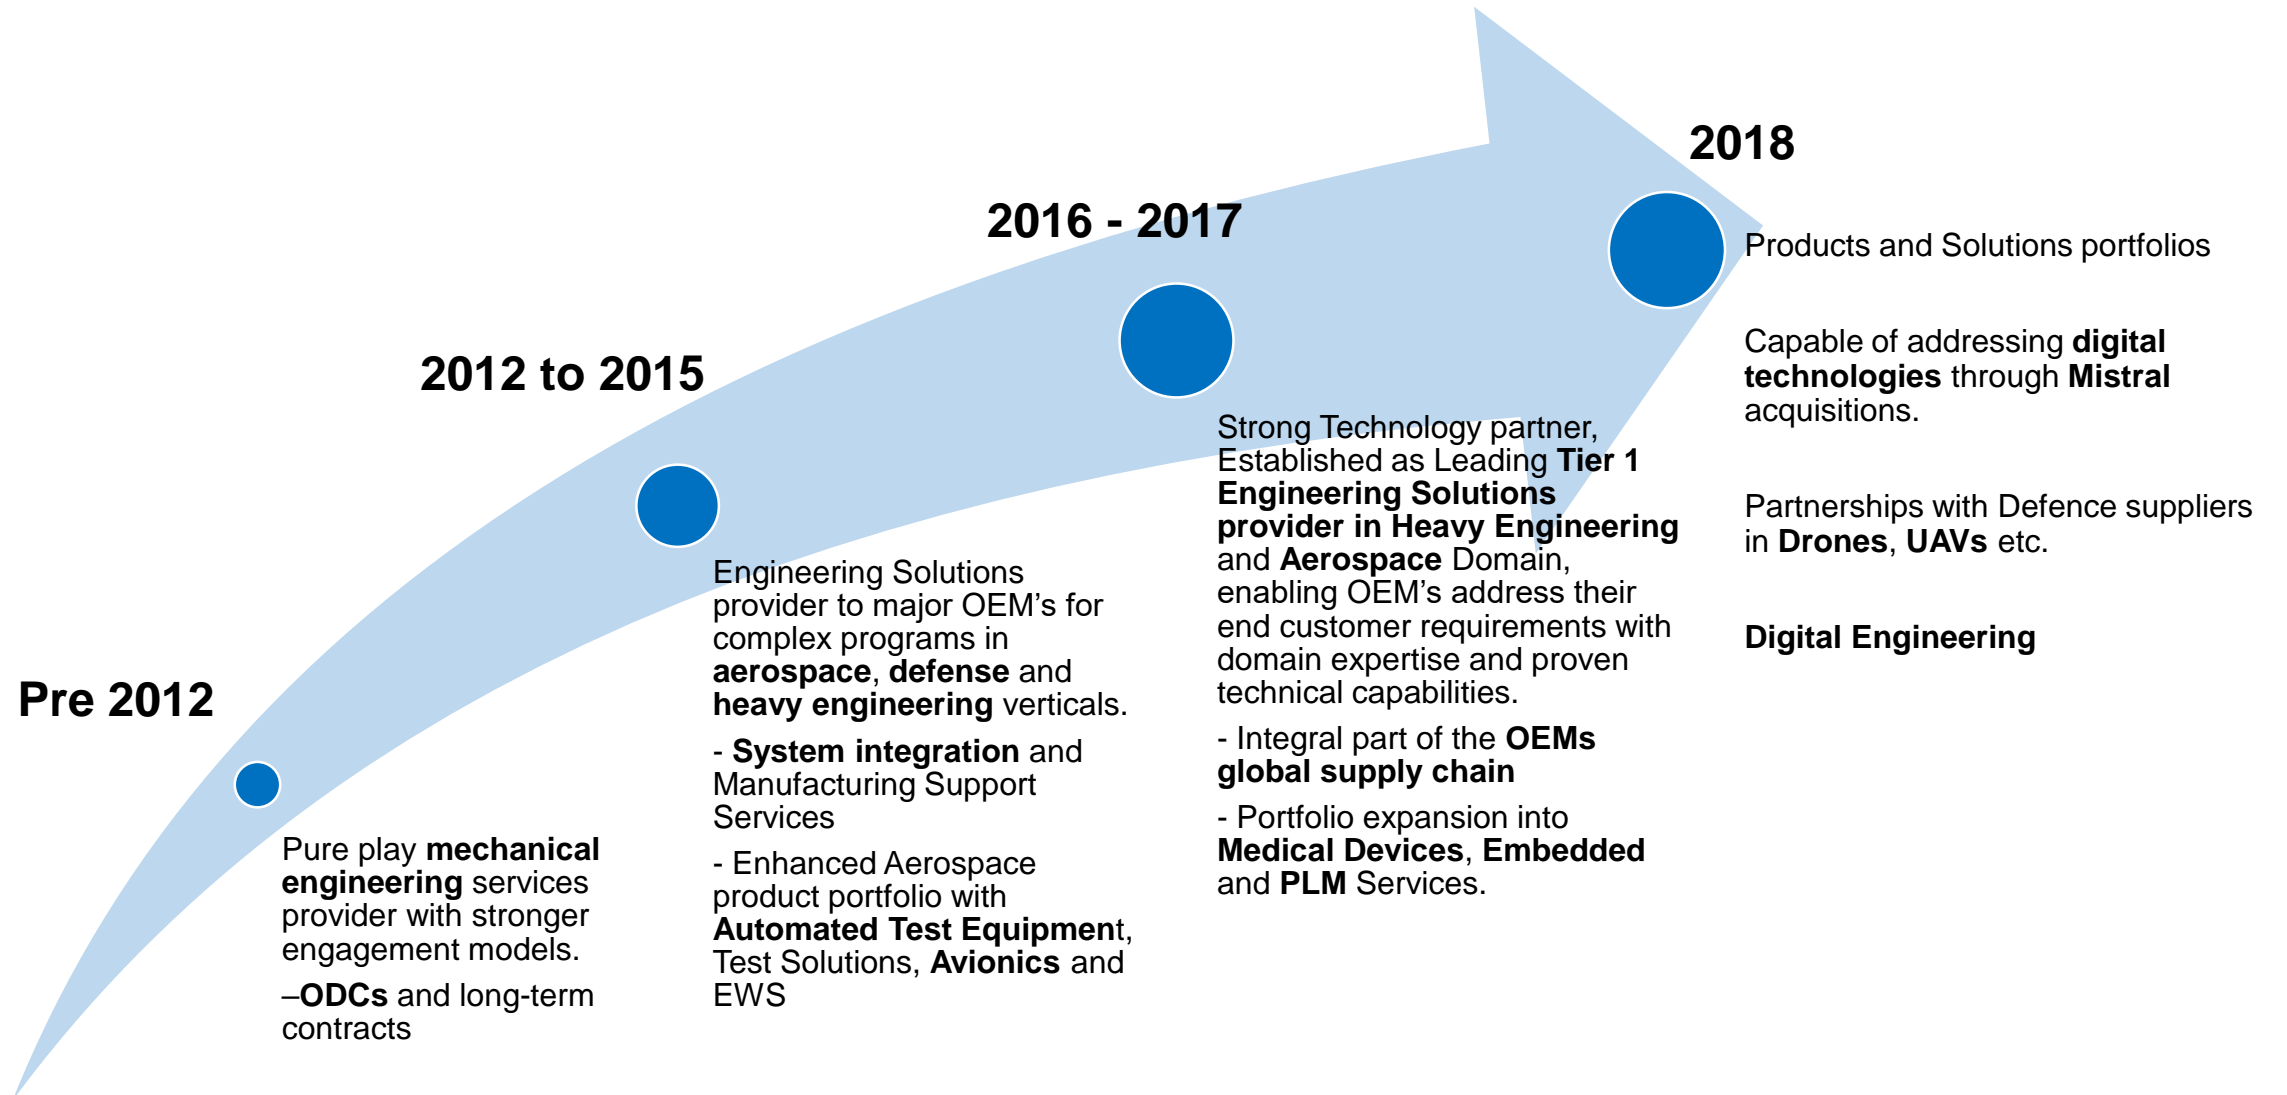 Pre 2012
Pure play mechanical
engineering services
provider with stronger
engagement models.
–ODCs and long-term
contracts
2012 to 2015
Engineering Solutions
provider to major OEM’s for
complex programs in
aerospace, defense and
heavy engineering verticals.
- System integration and
Manufacturing Support
Services
- Enhanced Aerospace
product portfolio with
Automated Test Equipment,
Test Solutions, Avionics and
EWS
2016 - 2017
Strong Technology partner,
Established as Leading Tier 1
Engineering Solutions
provider in Heavy Engineering
and Aerospace Domain,
enabling OEM’s address their
end customer requirements with
domain expertise and proven
technical capabilities.
- Integral part of the OEMs
global supply chain
- Portfolio expansion into
Medical Devices, Embedded
and PLM Services.
2018
Products and Solutions portfolios
Capable of addressing digital
technologies through Mistral
acquisitions.
Partnerships with Defence suppliers
in Drones, UAVs etc.
Digital Engineering